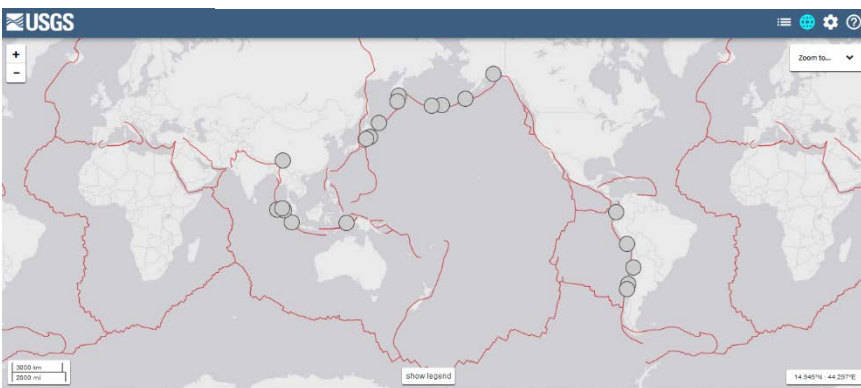 USGS
+
Zoom to...
−
3000 km
2000 mi
show legend
14.945°N : 44.297°E